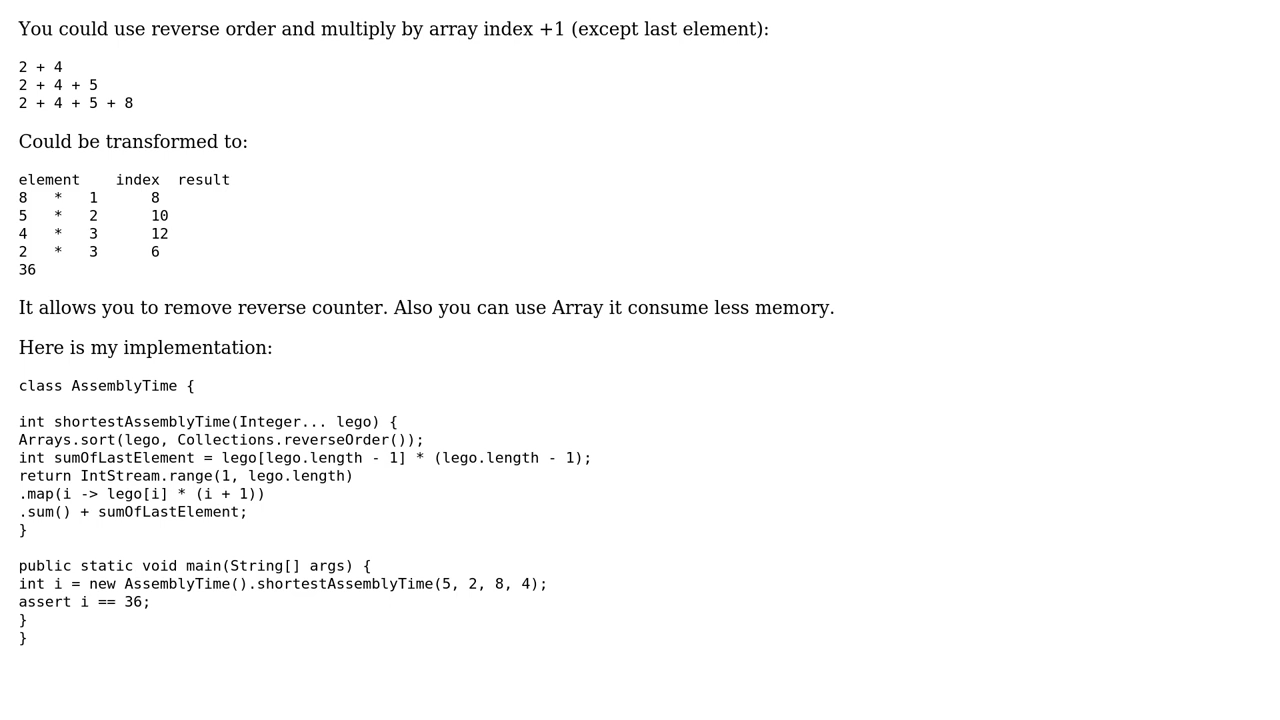 You could use reverse order and multiply by array index +1 (except last element):
2 + 4
2 + 4 + 5
2 + 4 + 5 + 8
Could be transformed to:
element    index  result
8   *   1      8
5   *   2      10
4   *   3      12
2   *   3      6
36
It allows you to remove reverse counter. Also you can use Array it consume less memory.
Here is my implementation:
class AssemblyTime {
int shortestAssemblyTime(Integer... lego) {
Arrays.sort(lego, Collections.reverseOrder());
int sumOfLastElement = lego[lego.length - 1] * (lego.length - 1);
return IntStream.range(1, lego.length)
.map(i -> lego[i] * (i + 1))
.sum() + sumOfLastElement;
}
public static void main(String[] args) {
int i = new AssemblyTime().shortestAssemblyTime(5, 2, 8, 4);
assert i == 36;
}
}